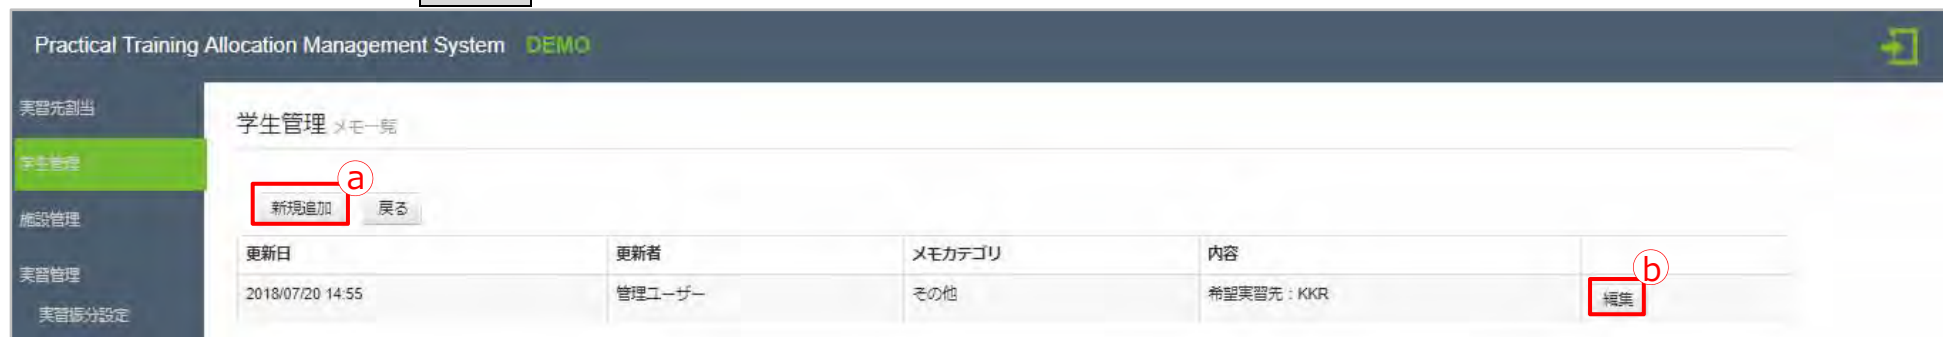 Practical Training Allocation Management System DEMO
実習先割当
学生管理 メモ一覧
学生管理
ⓐ
新規追加 戻る
施設管理
更新日 更新者 メモカテゴリ 内容
ⓑ
実習管理
2018/07/20 14:55 管理ユーザー その他 希望実習先：KKR 編集
実習振分設定